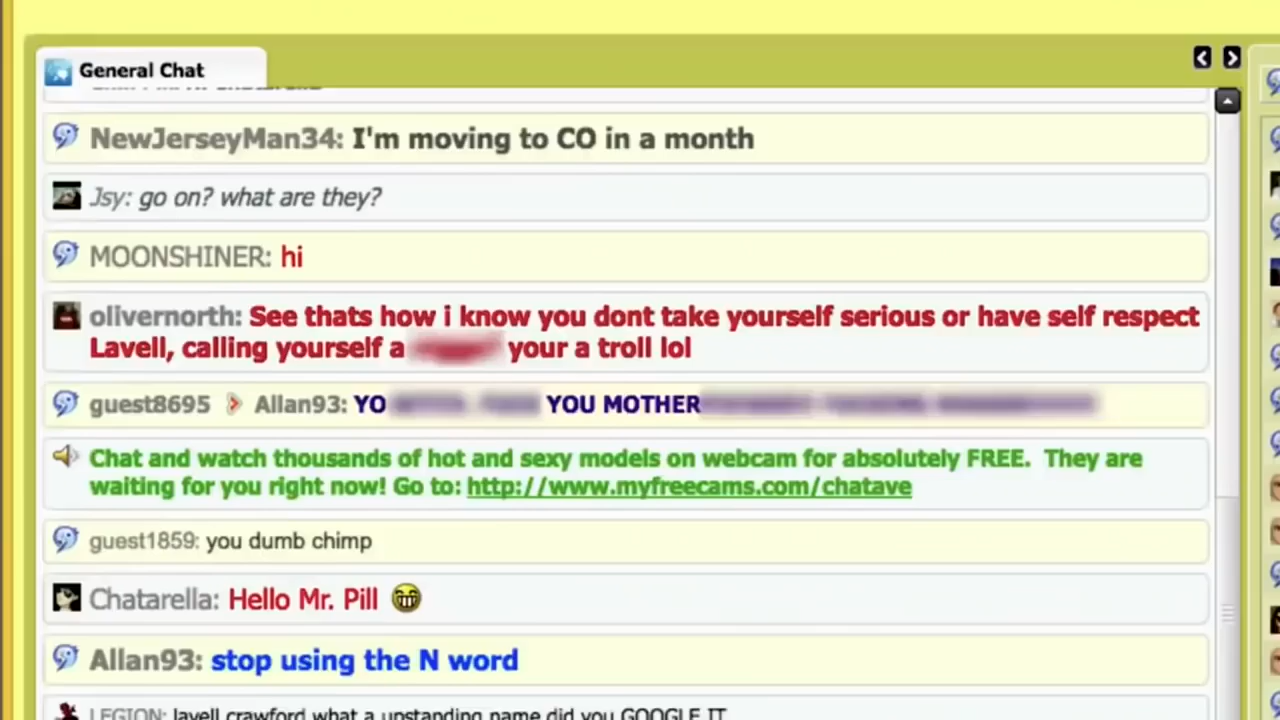 General Chat
NewJerseyMan34: I'm moving to CO in a month
Jsy: go on? what are they?
MOONSHINER: hi
olivernorth: See thats how i know you dont take yourself serious or have self respect
Lavell, calling yourself a your a troll lol
guest8695 > Allan93: YO YOU MOTHER
Chat and watch thousands of hot and sexy models on webcam for absolutely FREE. They are
waiting for you right now! Go to: http://www.myfreecams.com/chatave
guest1859: you dumb chimp
Chatarella: Hello Mr. Pill
Allan93: stop using the N word
LEGION: lavell crawford what a upstanding name did you GOOGLE IT